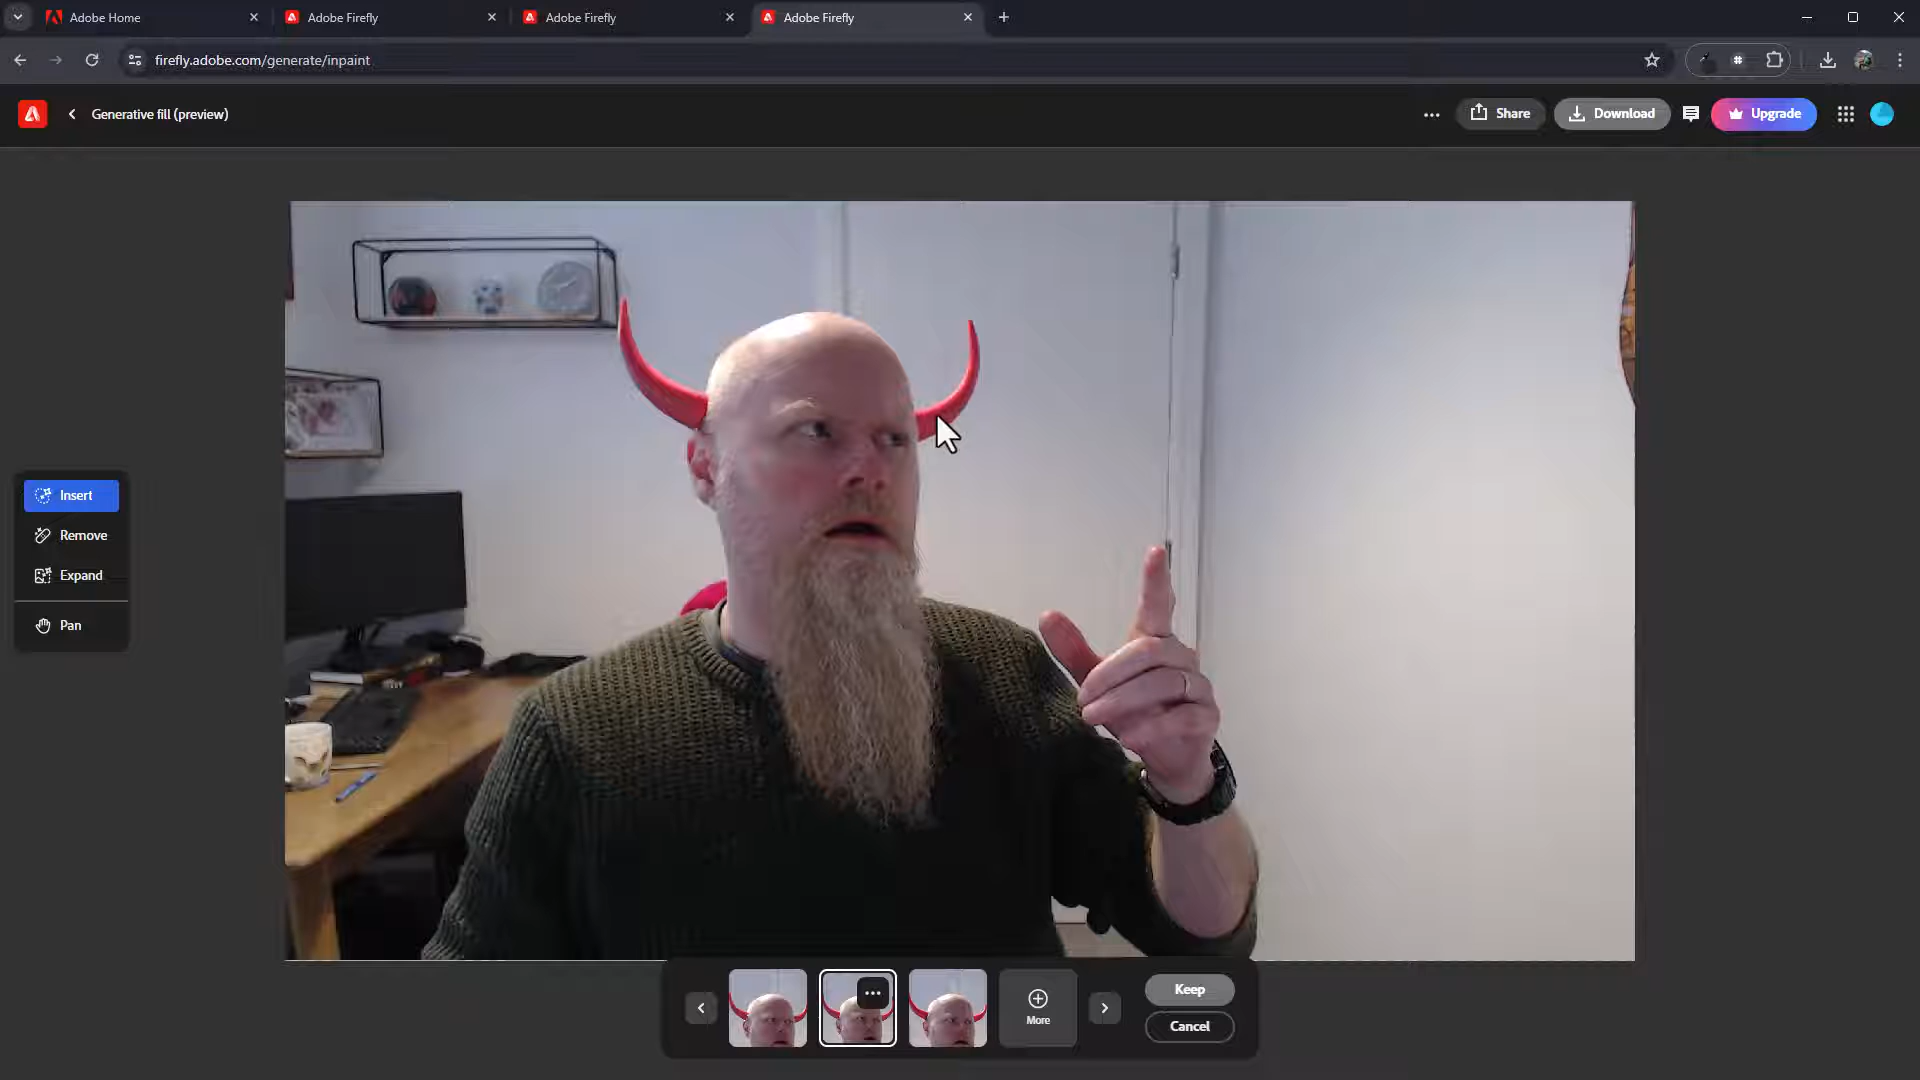 Adobe Home
Adobe Firefly
Adobe Firefly
Adobe Firefly
firefly.adobe.com/generate/inpaint
Generative fill (preview)
Share
Download
Upgrade
Insert
Remove
Expand
Pan
More
Keep
Cancel